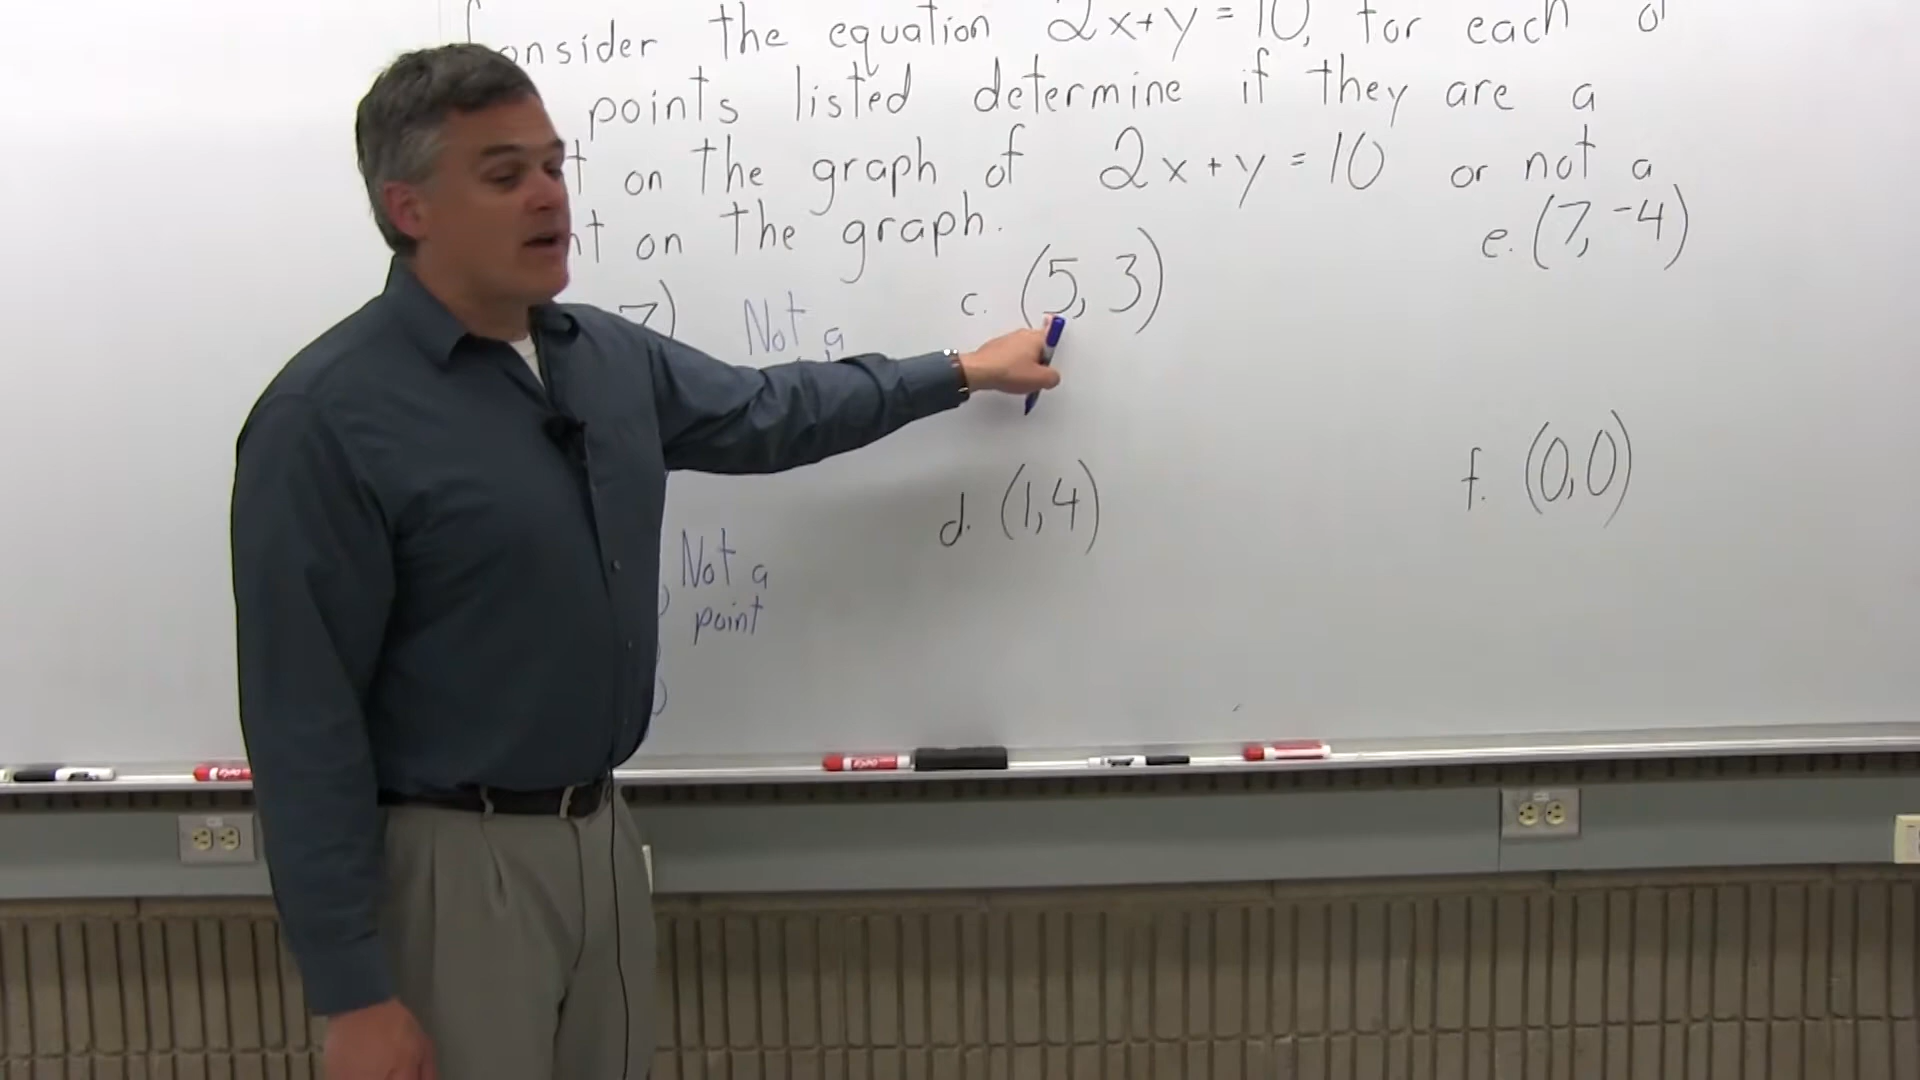 onsider the equation 2x+y = 10, for each o
points listed determine if they are a
t on the graph of 2x+y = 10 or not a
nt on the graph.
7)
Not a
c. (5, 3)
e. (7, -4)
Not a
point
d. (1,4)
f. (0,0)
EXPO